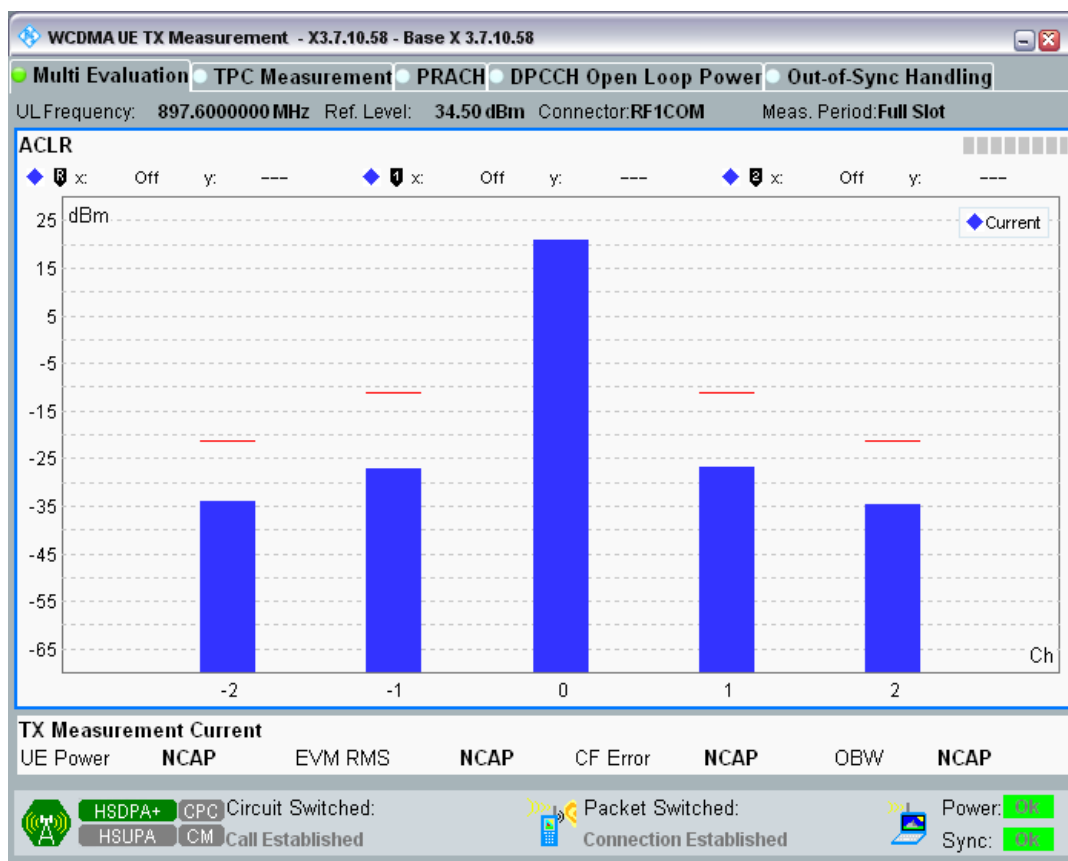 WCDMA UE TX Measurement - X3.7.10.58 - Base X 3.7.10.58
Multi Evaluation TPC Measurement PRACH DPCCH Open Loop Power Out-of-Sync Handling
UL Frequency: 897.6000000 MHz Ref. Level: 34.50 dBm Connector:RF1COM Meas. Period:Full Slot
ACLR
R x: Off y: --- 1 x: Off y: --- 2 x: Off y: ---
dBm
Current
25
15
5
-5
-15
-25
-35
-45
-55
-65
Ch
-2 -1 0 1 2
TX Measurement Current
UE Power NCAP EVM RMS NCAP CF Error NCAP OBW NCAP
HSDPA+ CPC Circuit Switched: Packet Switched: Power: Ok
HSUPA CM Call Established Connection Established Sync: Ok